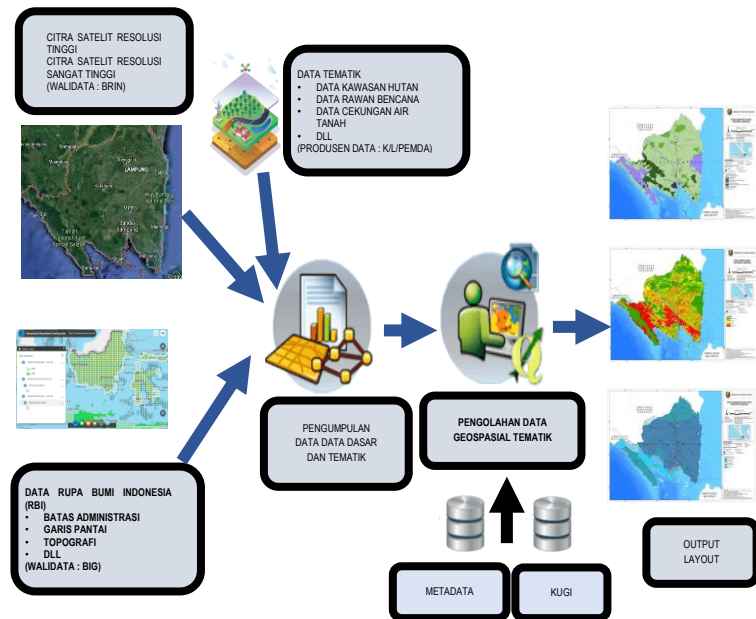 CITRA SATELIT RESOLUSI
TINGGI
CITRA SATELIT RESOLUSI
SANGAT TINGGI
(WALIDATA : BRIN)
DATA TEMATIK
• DATA KAWASAN HUTAN
• DATA RAWAN BENCANA
• DATA CEKUNGAN AIR
TANAH
• DLL
(PRODUSEN DATA : K/L/PEMDA)
LAMPUNG
Metro
PENGUMPULAN
DATA DATA DASAR
DAN TEMATIK
PENGOLAHAN DATA
GEOSPASIAL TEMATIK
DATA RUPA BUMI INDONESIA
(RBI)
• BATAS ADMINISTRASI
• GARIS PANTAI
• TOPOGRAFI
• DLL
(WALIDATA : BIG)
METADATA
KUGI
OUTPUT
LAYOUT